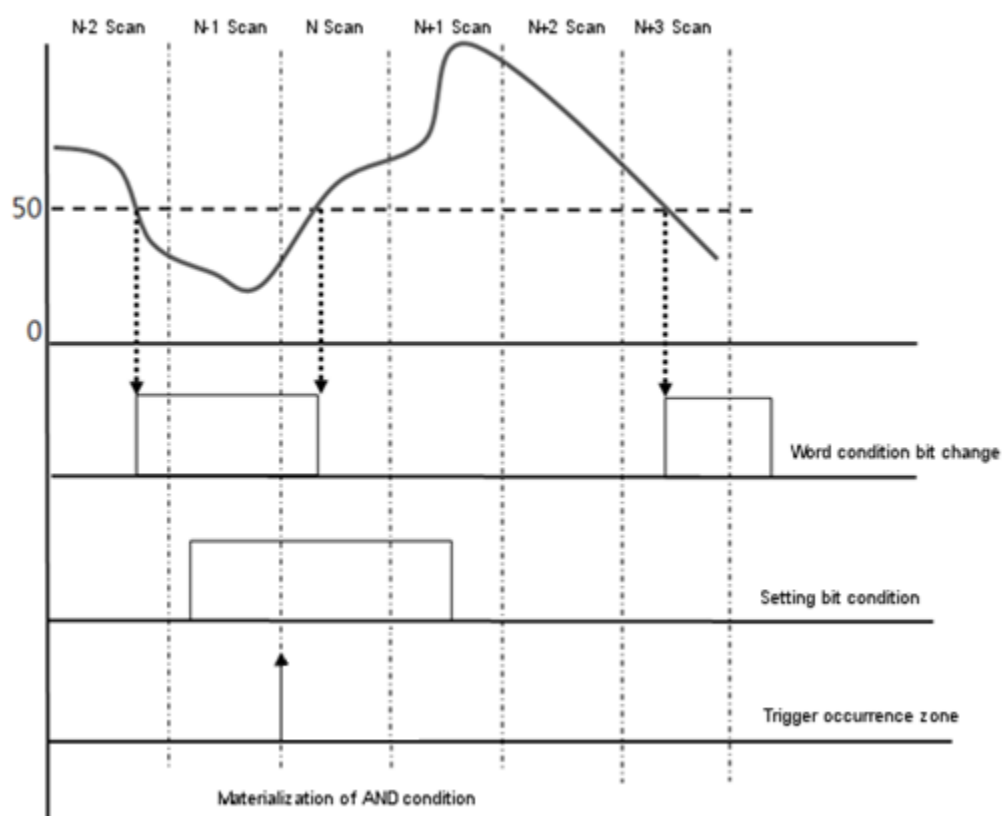 N-2 Scan
N-1 Scan
N Scan
N+1 Scan
N+2 Scan
N+3 Scan
50
0
Word condition bit change
Setting bit condition
Trigger occurrence zone
Materialization of AND condition